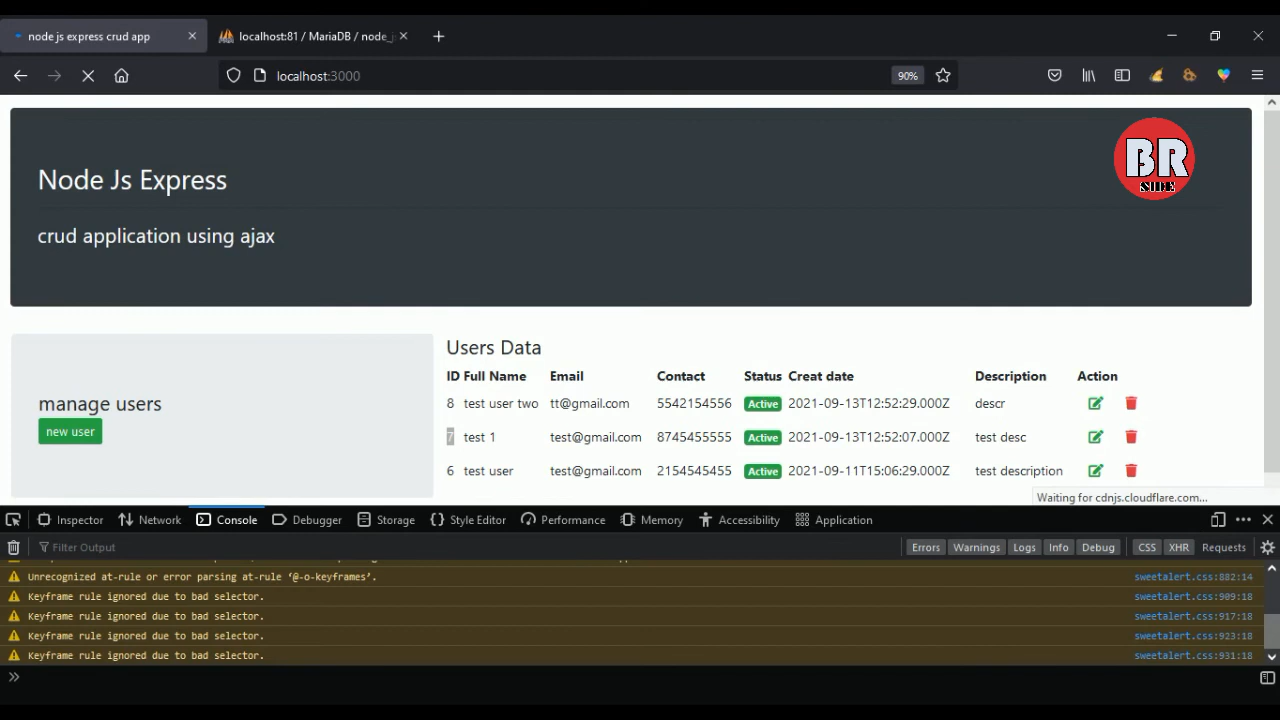 node js express crud app
localhost:81 / MariaDB / node_j
localhost:3000
90%
BR
SIDE
Node Js Express
crud application using ajax
manage users
new user
Users Data
ID Full Name Email Contact Status Creat date Description Action
8 test user two tt@gmail.com 5542154556 Active 2021-09-13T12:52:29.000Z descr
7 test 1 test@gmail.com 8745455555 Active 2021-09-13T12:52:07.000Z test desc
6 test user test@gmail.com 2154545455 Active 2021-09-11T15:06:29.000Z test description
Waiting for cdnjs.cloudflare.com...
Inspector Network Console Debugger Storage Style Editor Performance Memory Accessibility Application
Filter Output Errors Warnings Logs Info Debug CSS XHR Requests
Unrecognized at-rule or error parsing at-rule ‘@-o-keyframes’. sweetalert.css:882:14
Keyframe rule ignored due to bad selector. sweetalert.css:909:18
Keyframe rule ignored due to bad selector. sweetalert.css:917:18
Keyframe rule ignored due to bad selector. sweetalert.css:923:18
Keyframe rule ignored due to bad selector. sweetalert.css:931:18